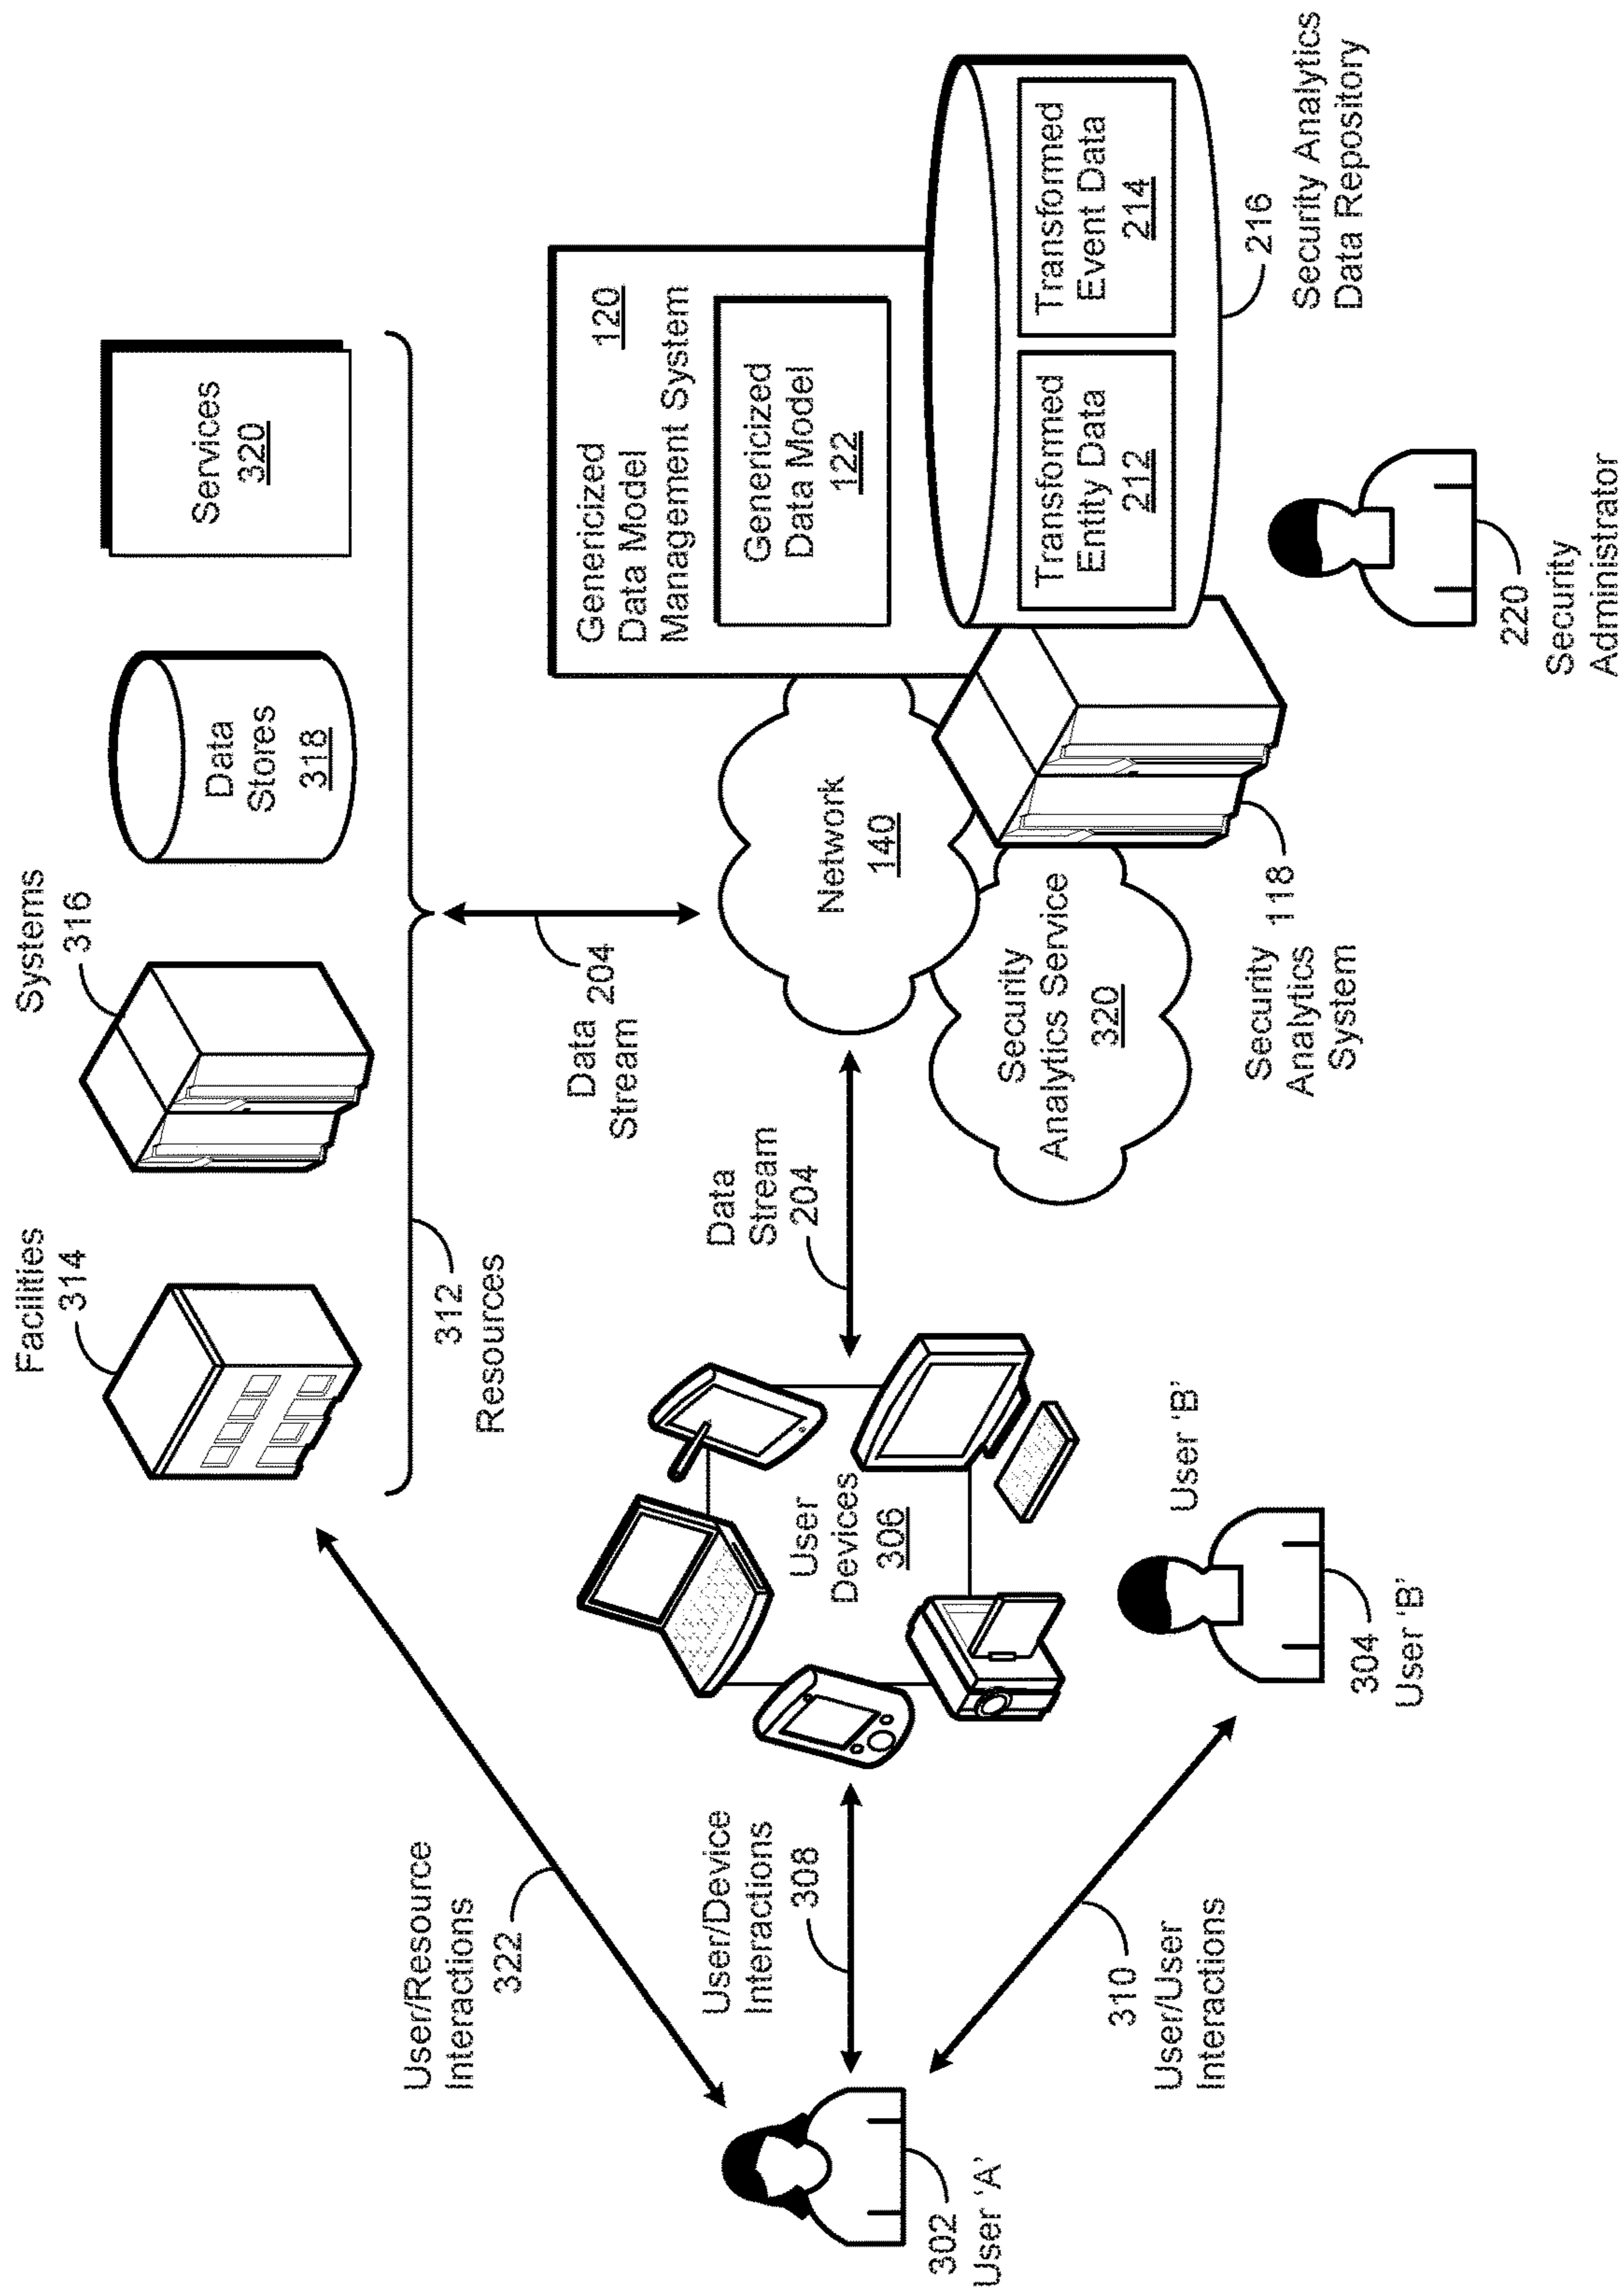 Facilities
314
Systems
316
Data
Stores
318
Services
320
312
Resources
User/Resource
Interactions
322
Data
Stream
204
Genericized
Data Model
Management System
120
Genericized
Data Model
122
User/Device
Interactions
308
User
Devices
306
Data
Stream
204
Network
140
Security
Analytics Service
320
Transformed
Entity Data
212
Transformed
Event Data
214
302
User ‘A’
310
User/User
Interactions
User ‘B’
304
User ‘B’
118
Security
Analytics
System
216
Security Analytics
Data Repository
220
Security
Administrator